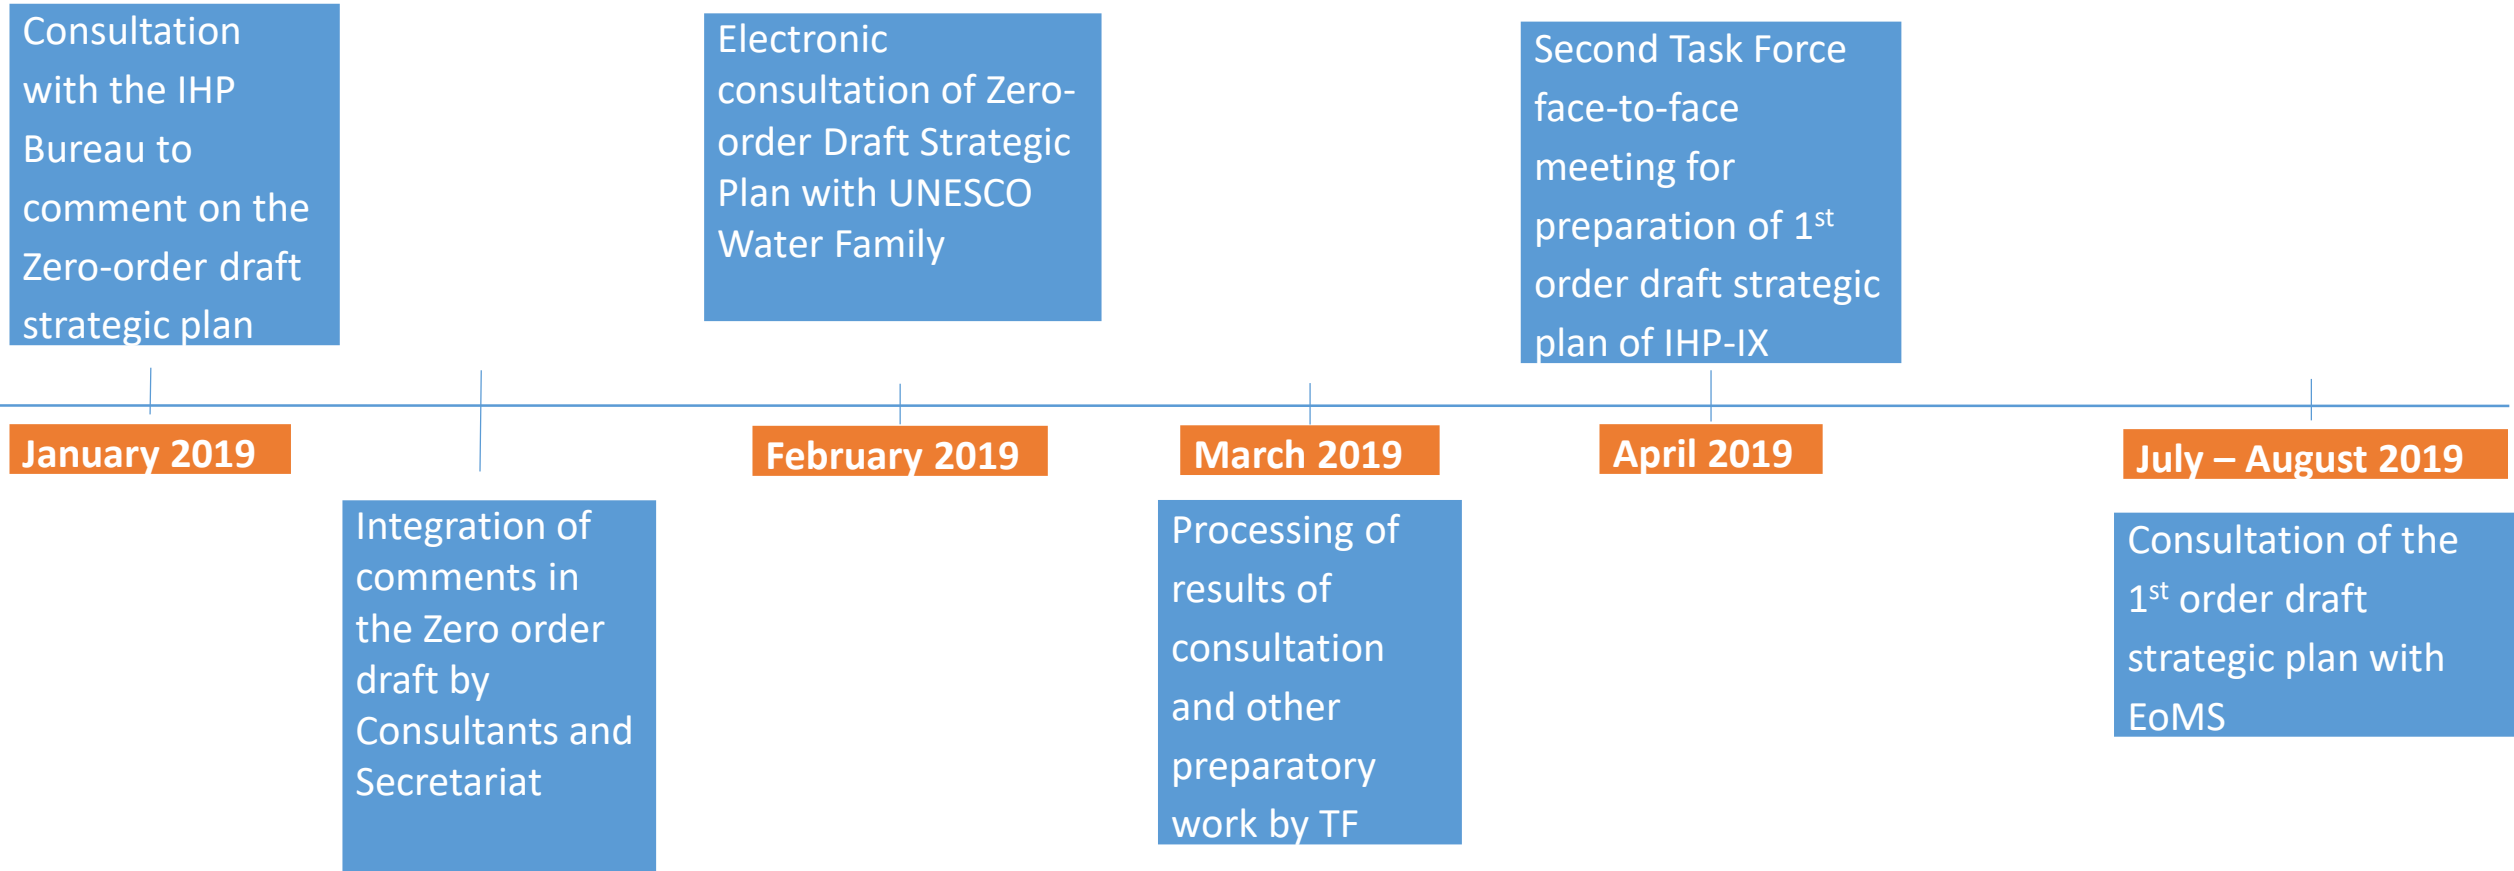 Consultation
with the IHP
Bureau to
comment on the
Zero-order draft
strategic plan
Electronic
consultation of Zero-
order Draft Strategic
Plan with UNESCO
Water Family
Second Task Force
face-to-face
meeting for
preparation of 1st
order draft strategic
plan of IHP-IX
January 2019
February 2019
March 2019
April 2019
July – August 2019
Integration of
comments in
the Zero order
draft by
Consultants and
Secretariat
Processing of
results of
consultation
and other
preparatory
work by TF
Consultation of the
1st order draft
strategic plan with
EoMS